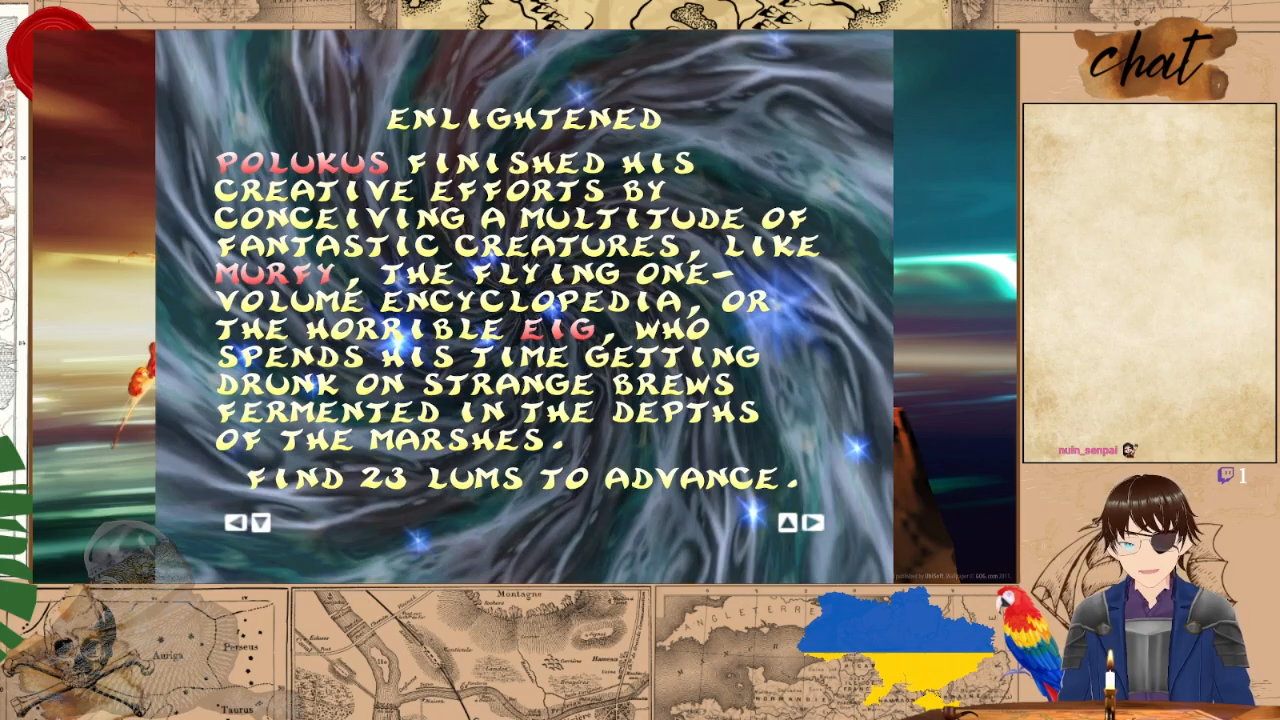 chat
ENLIGHTENED
POLUKUS FINISHED HIS
CREATIVE EFFORTS BY
CONCEIVING A MULTITUDE OF
FANTASTIC CREATURES, LIKE
MURFY, THE FLYING ONE-
VOLUME ENCYCLOPEDIA, OR
THE HORRIBLE EIG, WHO
SPENDS HIS TIME GETTING
DRUNK ON STRANGE BREWS
FERMENTED IN THE DEPTHS
OF THE MARSHES.
FIND 23 LUMS TO ADVANCE.
nuin_senpai
1
Montagne
ANGLETERRE
Auriga
Perseus
Taurus